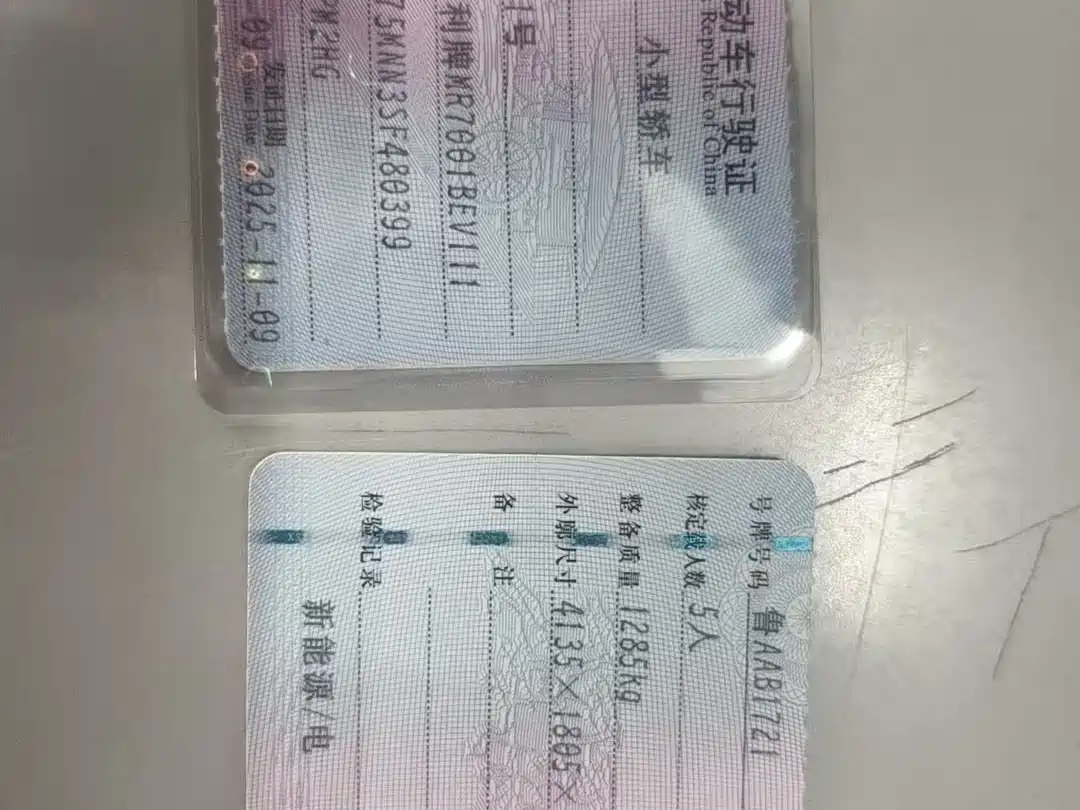 动车行驶证
Republic of China
小型轿车
号
利牌MR7001BEV111
75MNN3SF480399
PM2HG
发证日期 2025-11-09
Issue Date
-09
号牌号码 鲁AAB1721
核定载人数 5人
整备质量 1285kg
外廓尺寸 4135×1805×
备注
检验记录
新能源/电